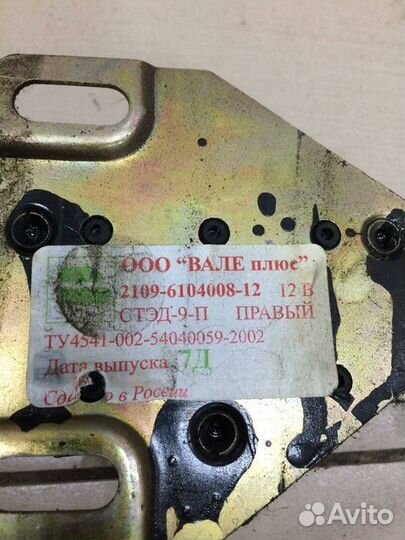 ООО "ВАЛЕ плюс"
2109-6104008-12 12 В
СТЭД-9-П ПРАВЫЙ
ТУ4541-002-54040059-2002
Дата выпуска 7Д
Сделано в России
Avito